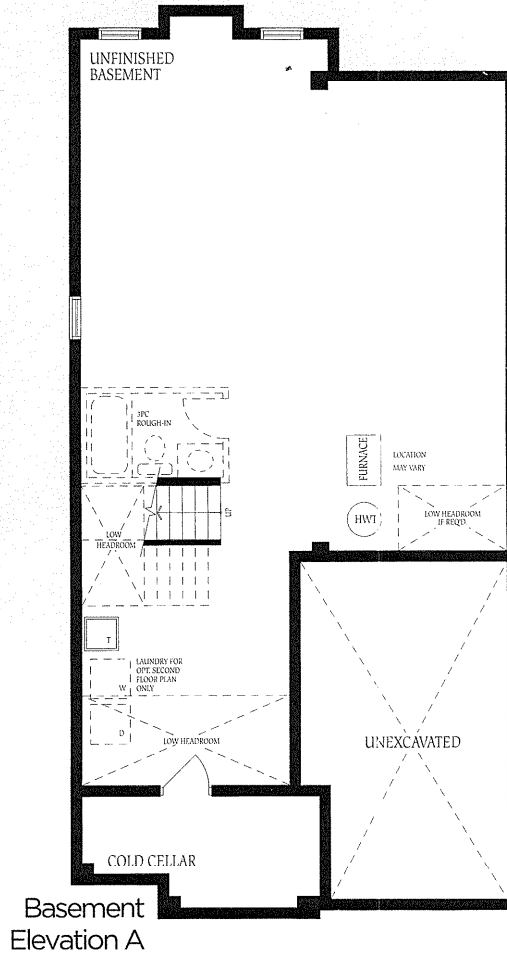 UNFINISHED
BASEMENT
3PC
ROUGH-IN
FURNACE
LOCATION
MAY VARY
HWT
LOW HEADROOM
IF REQ'D
UP
LOW
HEADROOM
T
LAUNDRY FOR
OPT. SECOND
FLOOR PLAN
ONLY
W
D
LOW HEADROOM
UNEXCAVATED
COLD CELLAR
Basement
Elevation A